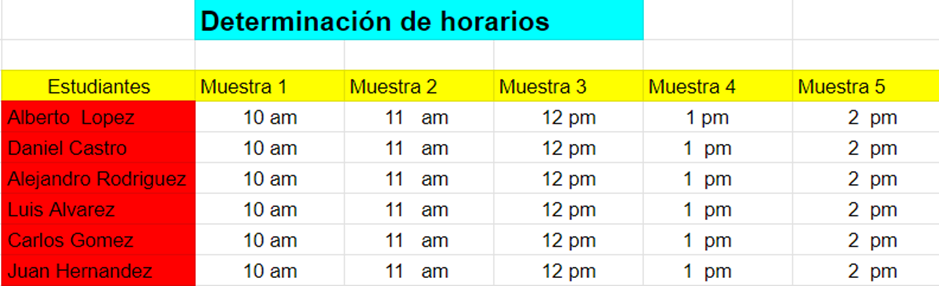 Determinación de horarios
Estudiantes Muestra 1 Muestra 2 Muestra 3 Muestra 4 Muestra 5
Alberto Lopez 10 am 11 am 12 pm 1 pm 2 pm
Daniel Castro 10 am 11 am 12 pm 1 pm 2 pm
Alejandro Rodriguez 10 am 11 am 12 pm 1 pm 2 pm
Luis Alvarez 10 am 11 am 12 pm 1 pm 2 pm
Carlos Gomez 10 am 11 am 12 pm 1 pm 2 pm
Juan Hernandez 10 am 11 am 12 pm 1 pm 2 pm